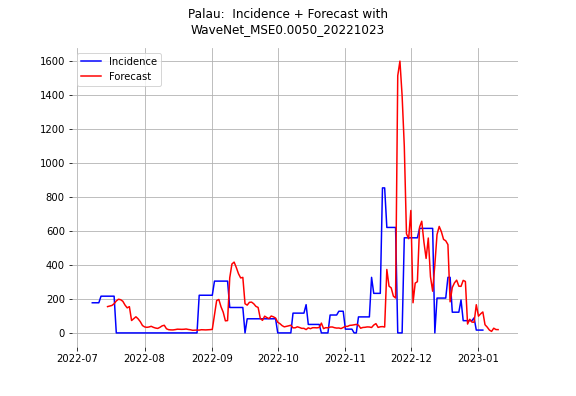 Palau:  Incidence + Forecast with
WaveNet_MSE0.0050_20221023
Incidence
Forecast
1600
1400
1200
1000
800
600
400
200
0
2022-07 2022-08 2022-09 2022-10 2022-11 2022-12 2023-01